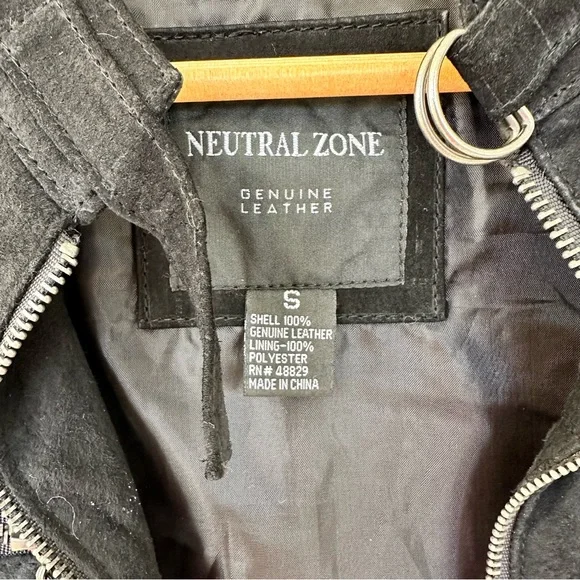 NEUTRAL ZONE
GENUINE
LEATHER
S
SHELL 100%
GENUINE LEATHER
LINING-100%
POLYESTER
RN# 48829
MADE IN CHINA